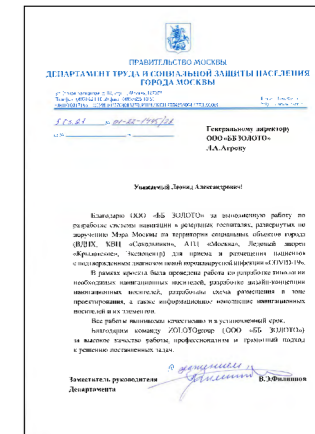 ПРАВИТЕЛЬСТВО МОСКВЫ
ДЕПАРТАМЕНТ ТРУДА И СОЦИАЛЬНОЙ ЗАЩИТЫ НАСЕЛЕНИЯ
ГОРОДА МОСКВЫ
Генеральному директору
ООО «ББ ЗОЛОТО»
Л.А.
Уважаемый Леонид Александрович!
Благодарю ООО «ББ ЗОЛОТО» за выполненную работу по
разработке системы навигации в резервных госпиталях, развернутых по
поручению Мэра Москвы на территории социальных объектов города
(ВДНХ, КВЦ «Сокольники», АТЦ «Москва», Ледовый дворец
«Крылатское», ) для приема и размещения пациентов
с подтвержденным диагнозом новой коронавирусной инфекции «COVID-19».
В рамках проекта была проведена работа по разработке типологии
необходимых навигационных носителей, разработке дизайн-концепции
навигационных носителей, разработана схема размещения в зоне
проектирования, а также информационное наполнение навигационных
носителей и их элементов.
Все работы выполнены качественно и в установленный срок.
Благодарим команду ZOLOTOgroup (ООО «ББ ЗОЛОТО»)
за высокое качество работы, профессионализм и грамотный подход
к решению поставленных задач.
Заместитель руководителя
Департамента
В.Э.Филиппов